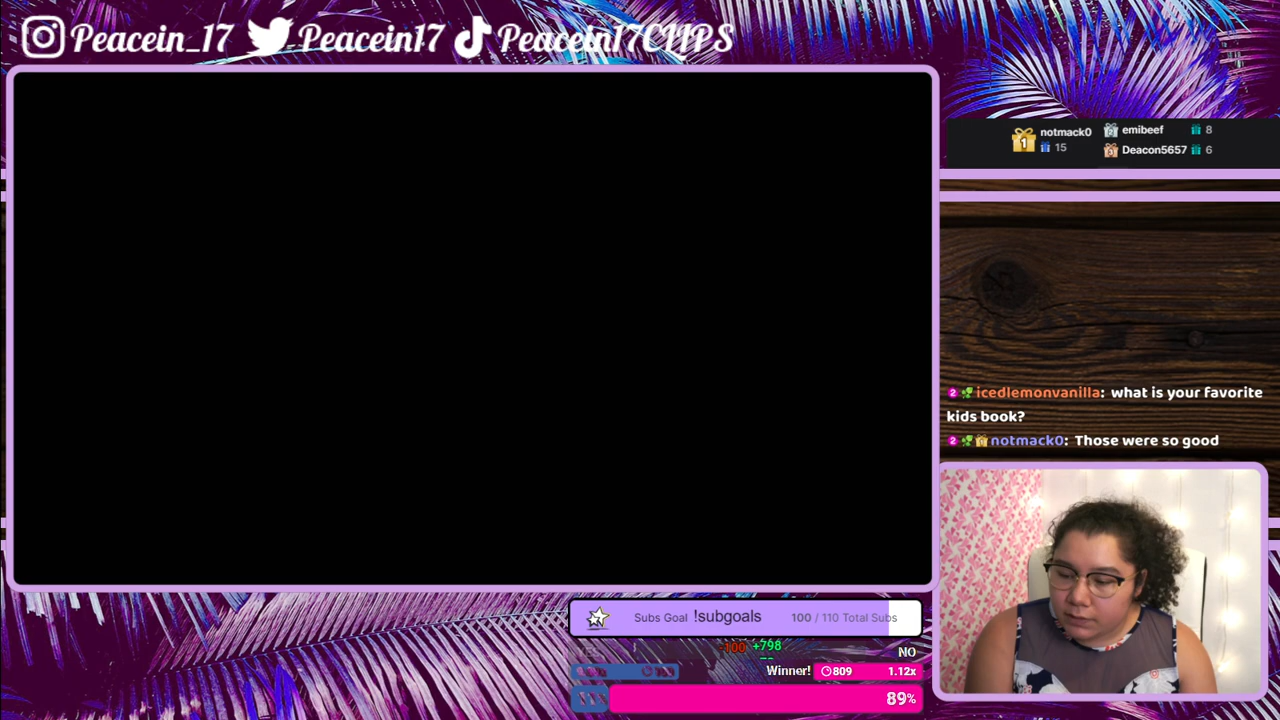 Peacein_17 Peacein17 Peacein17ClIPS
notmack0 15
emibeef 8
Deacon5657 6
icedlemonvanilla: what is your favorite
kids book?
notmack0: Those were so good
Subs Goal !subgoals 100 / 110 Total Subs
-100 +798
NO
Winner! 809 1.12x
89%